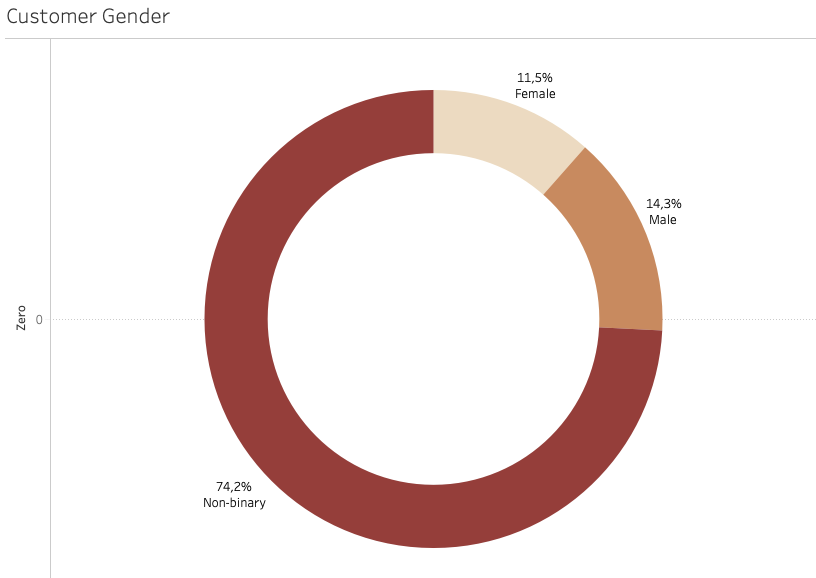 Customer Gender
11,5%
Female
14,3%
Male
Zero
0
74,2%
Non-binary